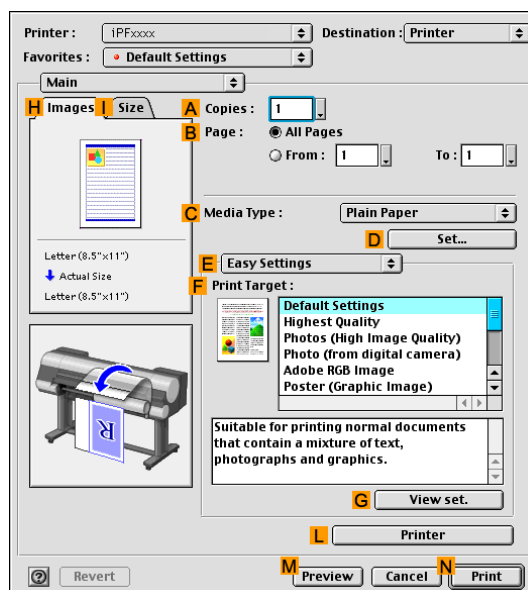 Printer : iPFxxxx Destination : Printer
Favorites : Default Settings
Main
H Images I Size
A Copies : 1
B Page : All Pages
From : 1 To : 1
C Media Type : Plain Paper
D Set...
Letter (8.5"x11")
Actual Size
Letter (8.5"x11")
E Easy Settings
F Print Target :
Default Settings
Highest Quality
Photos (High Image Quality)
Photo (from digital camera)
Adobe RGB Image
Poster (Graphic Image)
R
Suitable for printing normal documents
that contain a mixture of text,
photographs and graphics.
G View set.
L Printer
? Revert M Preview Cancel N Print